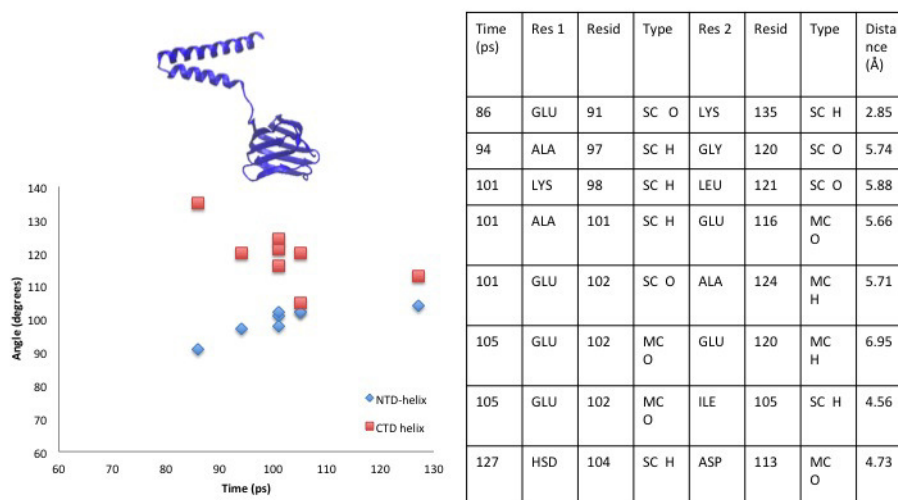 140
130
120
110
100
90
80
70
60
60 70 80 90 100 110 120 130
Angle (degrees)
Time (ps)
NTD-helix
CTD helix
Time (ps) Res 1 Resid Type Res 2 Resid Type Dista nce (Å)
86 GLU 91 SC O LYS 135 SC H 2.85
94 ALA 97 SC H GLY 120 SC O 5.74
101 LYS 98 SC H LEU 121 SC O 5.88
101 ALA 101 SC H GLU 116 MC O 5.66
101 GLU 102 SC O ALA 124 MC H 5.71
105 GLU 102 MC O GLU 120 MC H 6.95
105 GLU 102 MC O ILE 105 SC H 4.56
127 HSD 104 SC H ASP 113 MC O 4.73